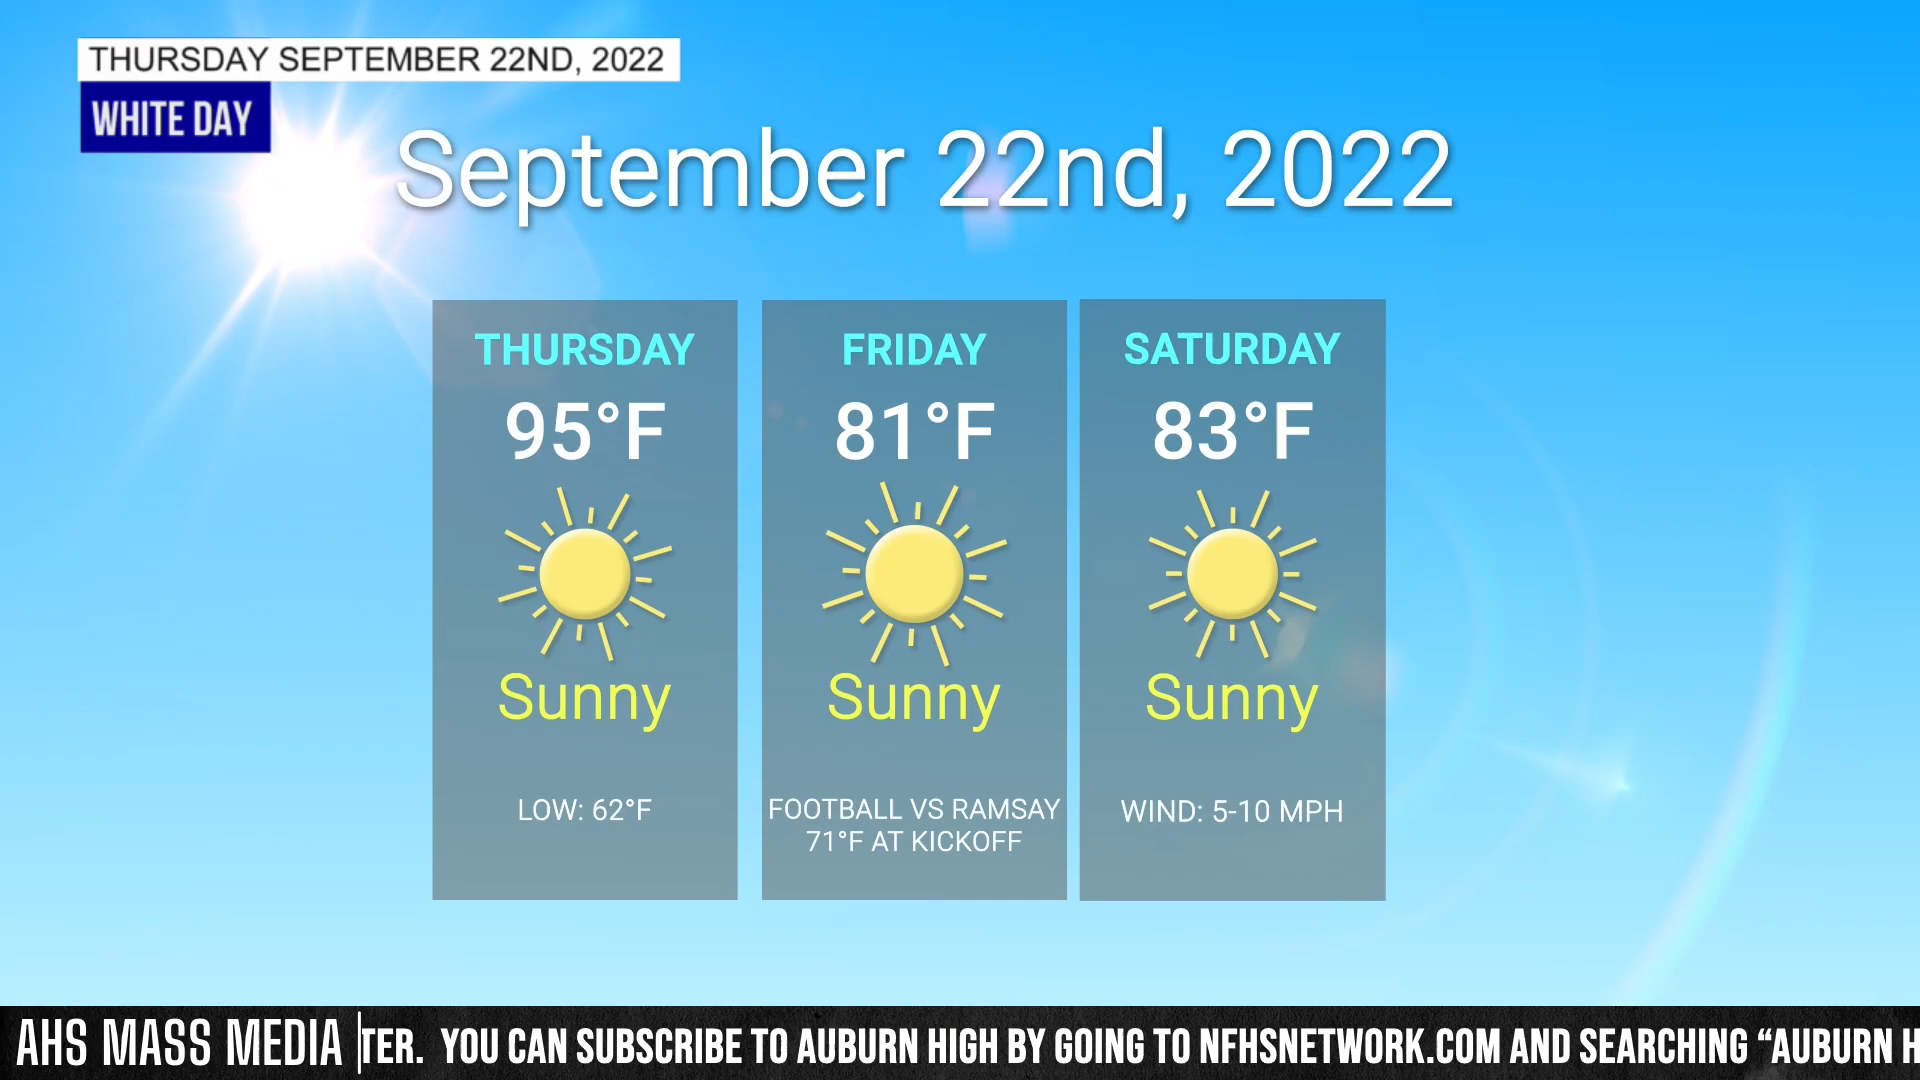 THURSDAY SEPTEMBER 22ND, 2022
WHITE DAY
September 22nd, 2022
THURSDAY
95°F
Sunny
LOW: 62°F
FRIDAY
81°F
Sunny
FOOTBALL VS RAMSAY
71°F AT KICKOFF
SATURDAY
83°F
Sunny
WIND: 5-10 MPH
AHS MASS MEDIA
TER. YOU CAN SUBSCRIBE TO AUBURN HIGH BY GOING TO NFHSNETWORK.COM AND SEARCHING “AUBURN H